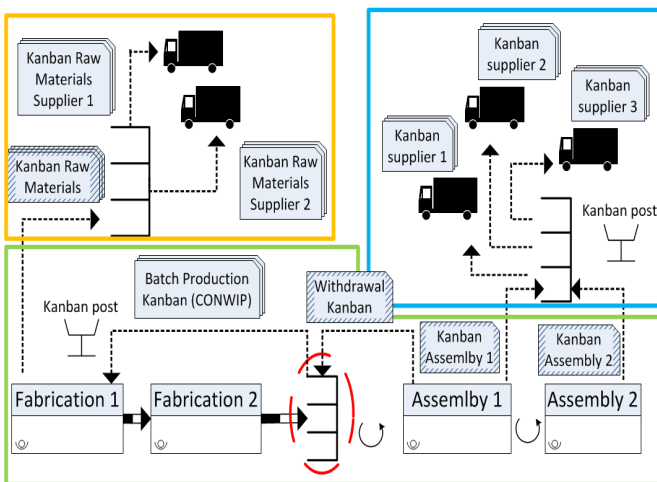 Kanban Raw
Materials
Supplier 1
Kanban Raw
Materials
Kanban Raw
Materials
Supplier 2
Kanban
supplier 2
Kanban
supplier 3
Kanban
supplier 1
Kanban post
Batch Production
Kanban (CONWIP)
Withdrawal
Kanban
Kanban post
Kanban
Assemlby 1
Kanban
Assembly 2
Fabrication 1
Fabrication 2
Assemlby 1
Assembly 2